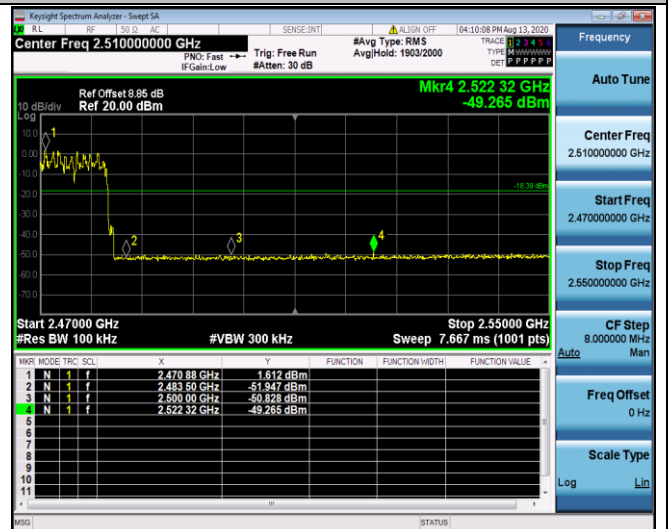 Keysight Spectrum Analyzer - Swept SA
RL RF 50 Ω AC SENSE:INT ALIGN OFF 04:10:08 PM Aug 13, 2020
Center Freq 2.510000000 GHz
PNO: Fast
IFGain:Low
Trig: Free Run
#Atten: 30 dB
#Avg Type: RMS
Avg|Hold: 1903/2000
TRACE 1 2 3 4 5 6
TYPE M WWWWW
DET P P P P P P
Mkr4 2.522 32 GHz
-49.265 dBm
Ref Offset 8.85 dB
10 dB/div Ref 20.00 dBm
Log
10.0
0.00
-10.0
-20.0
-30.0
-40.0
-50.0
-60.0
-70.0
1
2
3
4
-18.39 dBm
Start 2.47000 GHz Stop 2.55000 GHz
#Res BW 100 kHz #VBW 300 kHz Sweep 7.667 ms (1001 pts)
MKR MODE TRC SCL X Y FUNCTION FUNCTION WIDTH FUNCTION VALUE
1 N 1 f 2.470 88 GHz 1.612 dBm
2 N 1 f 2.483 50 GHz -51.947 dBm
3 N 1 f 2.500 00 GHz -50.828 dBm
4 N 1 f 2.522 32 GHz -49.265 dBm
5
6
7
8
9
10
11
MSG STATUS
Frequency
Auto Tune
Center Freq
2.510000000 GHz
Start Freq
2.470000000 GHz
Stop Freq
2.550000000 GHz
CF Step
8.000000 MHz
Auto Man
Freq Offset
0 Hz
Scale Type
Log Lin